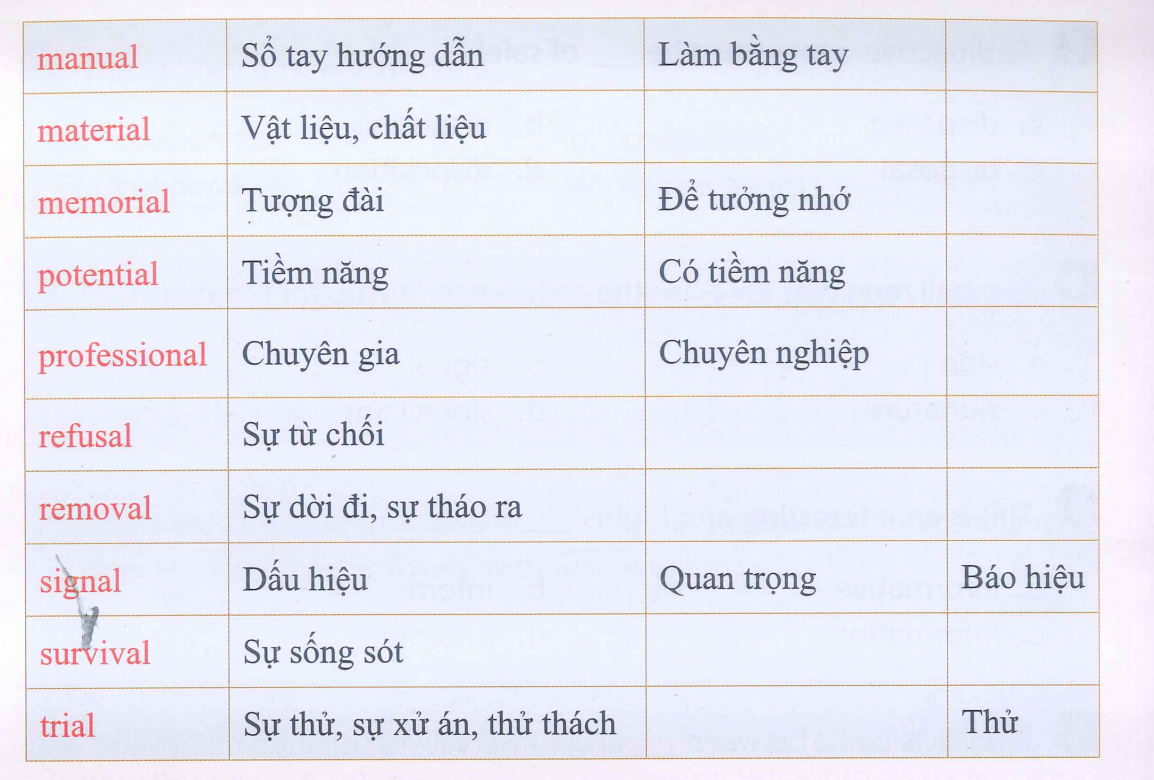 manual Sổ tay hướng dẫn Làm bằng tay
material Vật liệu, chất liệu
memorial Tượng đài Để tưởng nhớ
potential Tiềm năng Có tiềm năng
professional Chuyên gia Chuyên nghiệp
refusal Sự từ chối
removal Sự dời đi, sự tháo ra
signal Dấu hiệu Quan trọng Báo hiệu
survival Sự sống sót
trial Sự thử, sự xử án, thử thách Thử